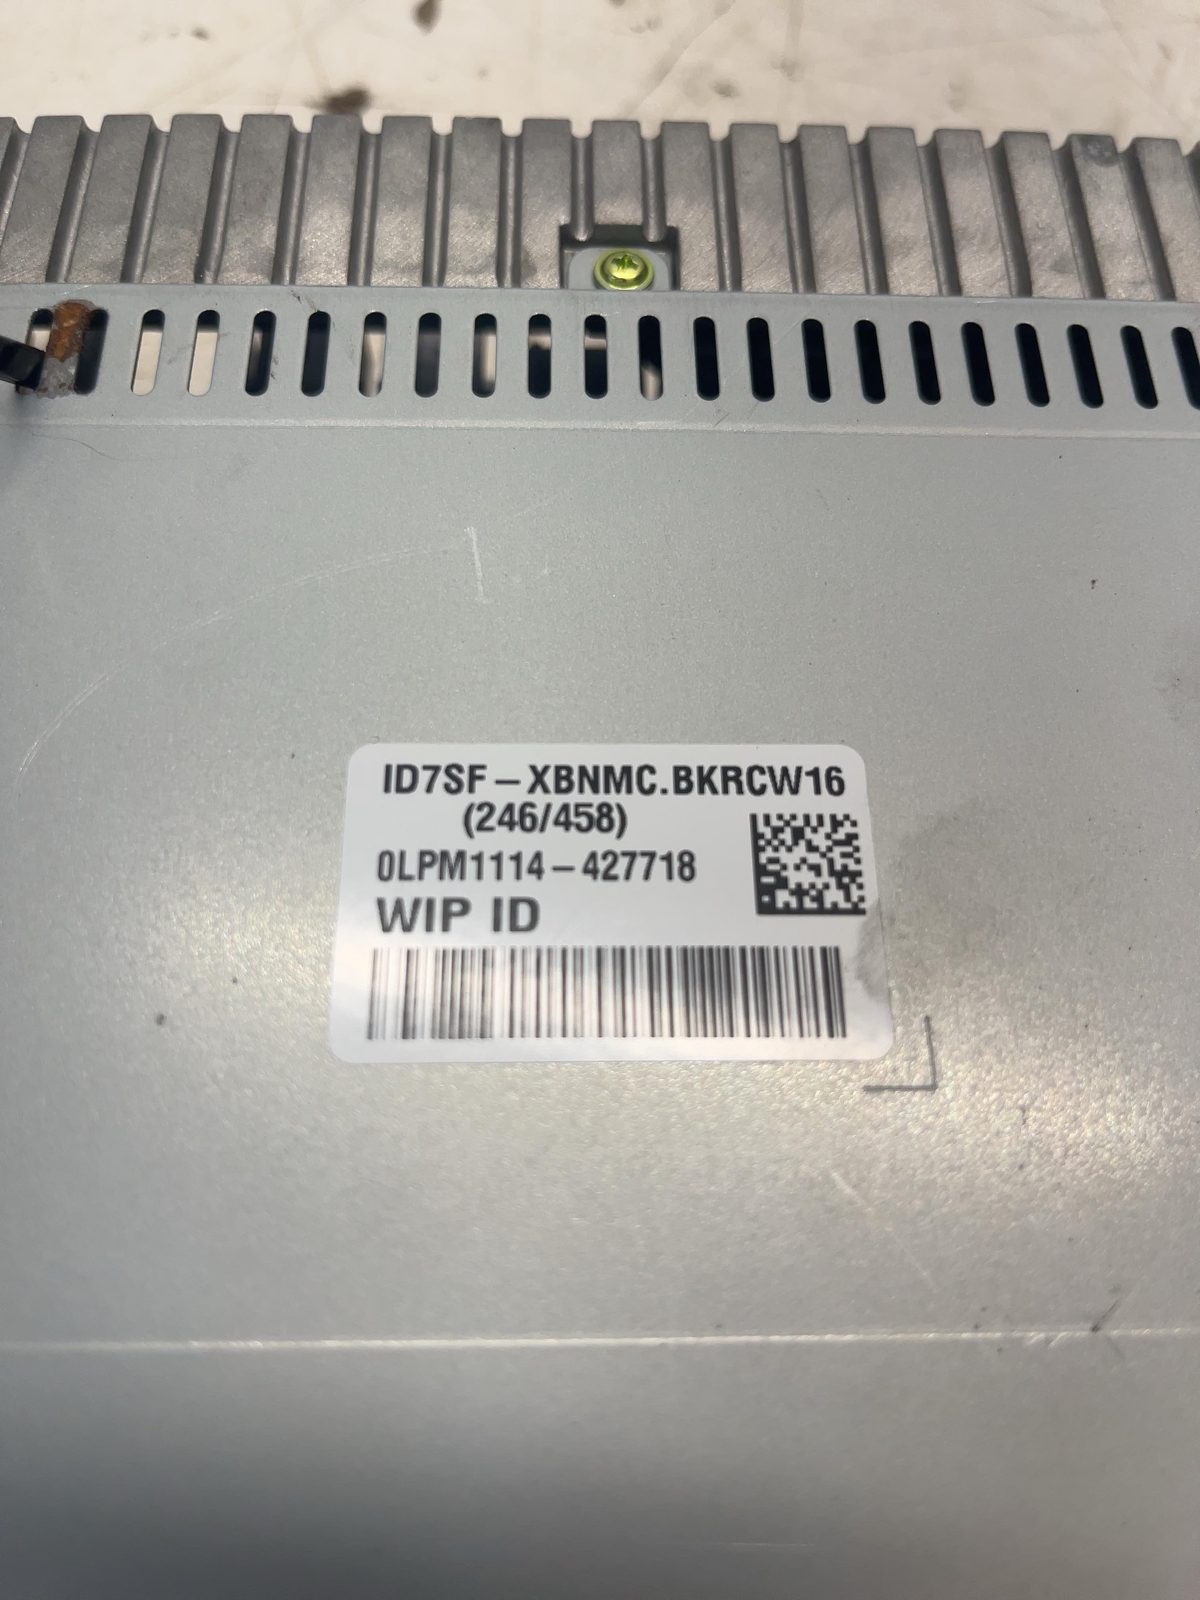 ID7SF-XBNMC.BKRCW16
(246/458)
0LPM1114-427718
WIP ID